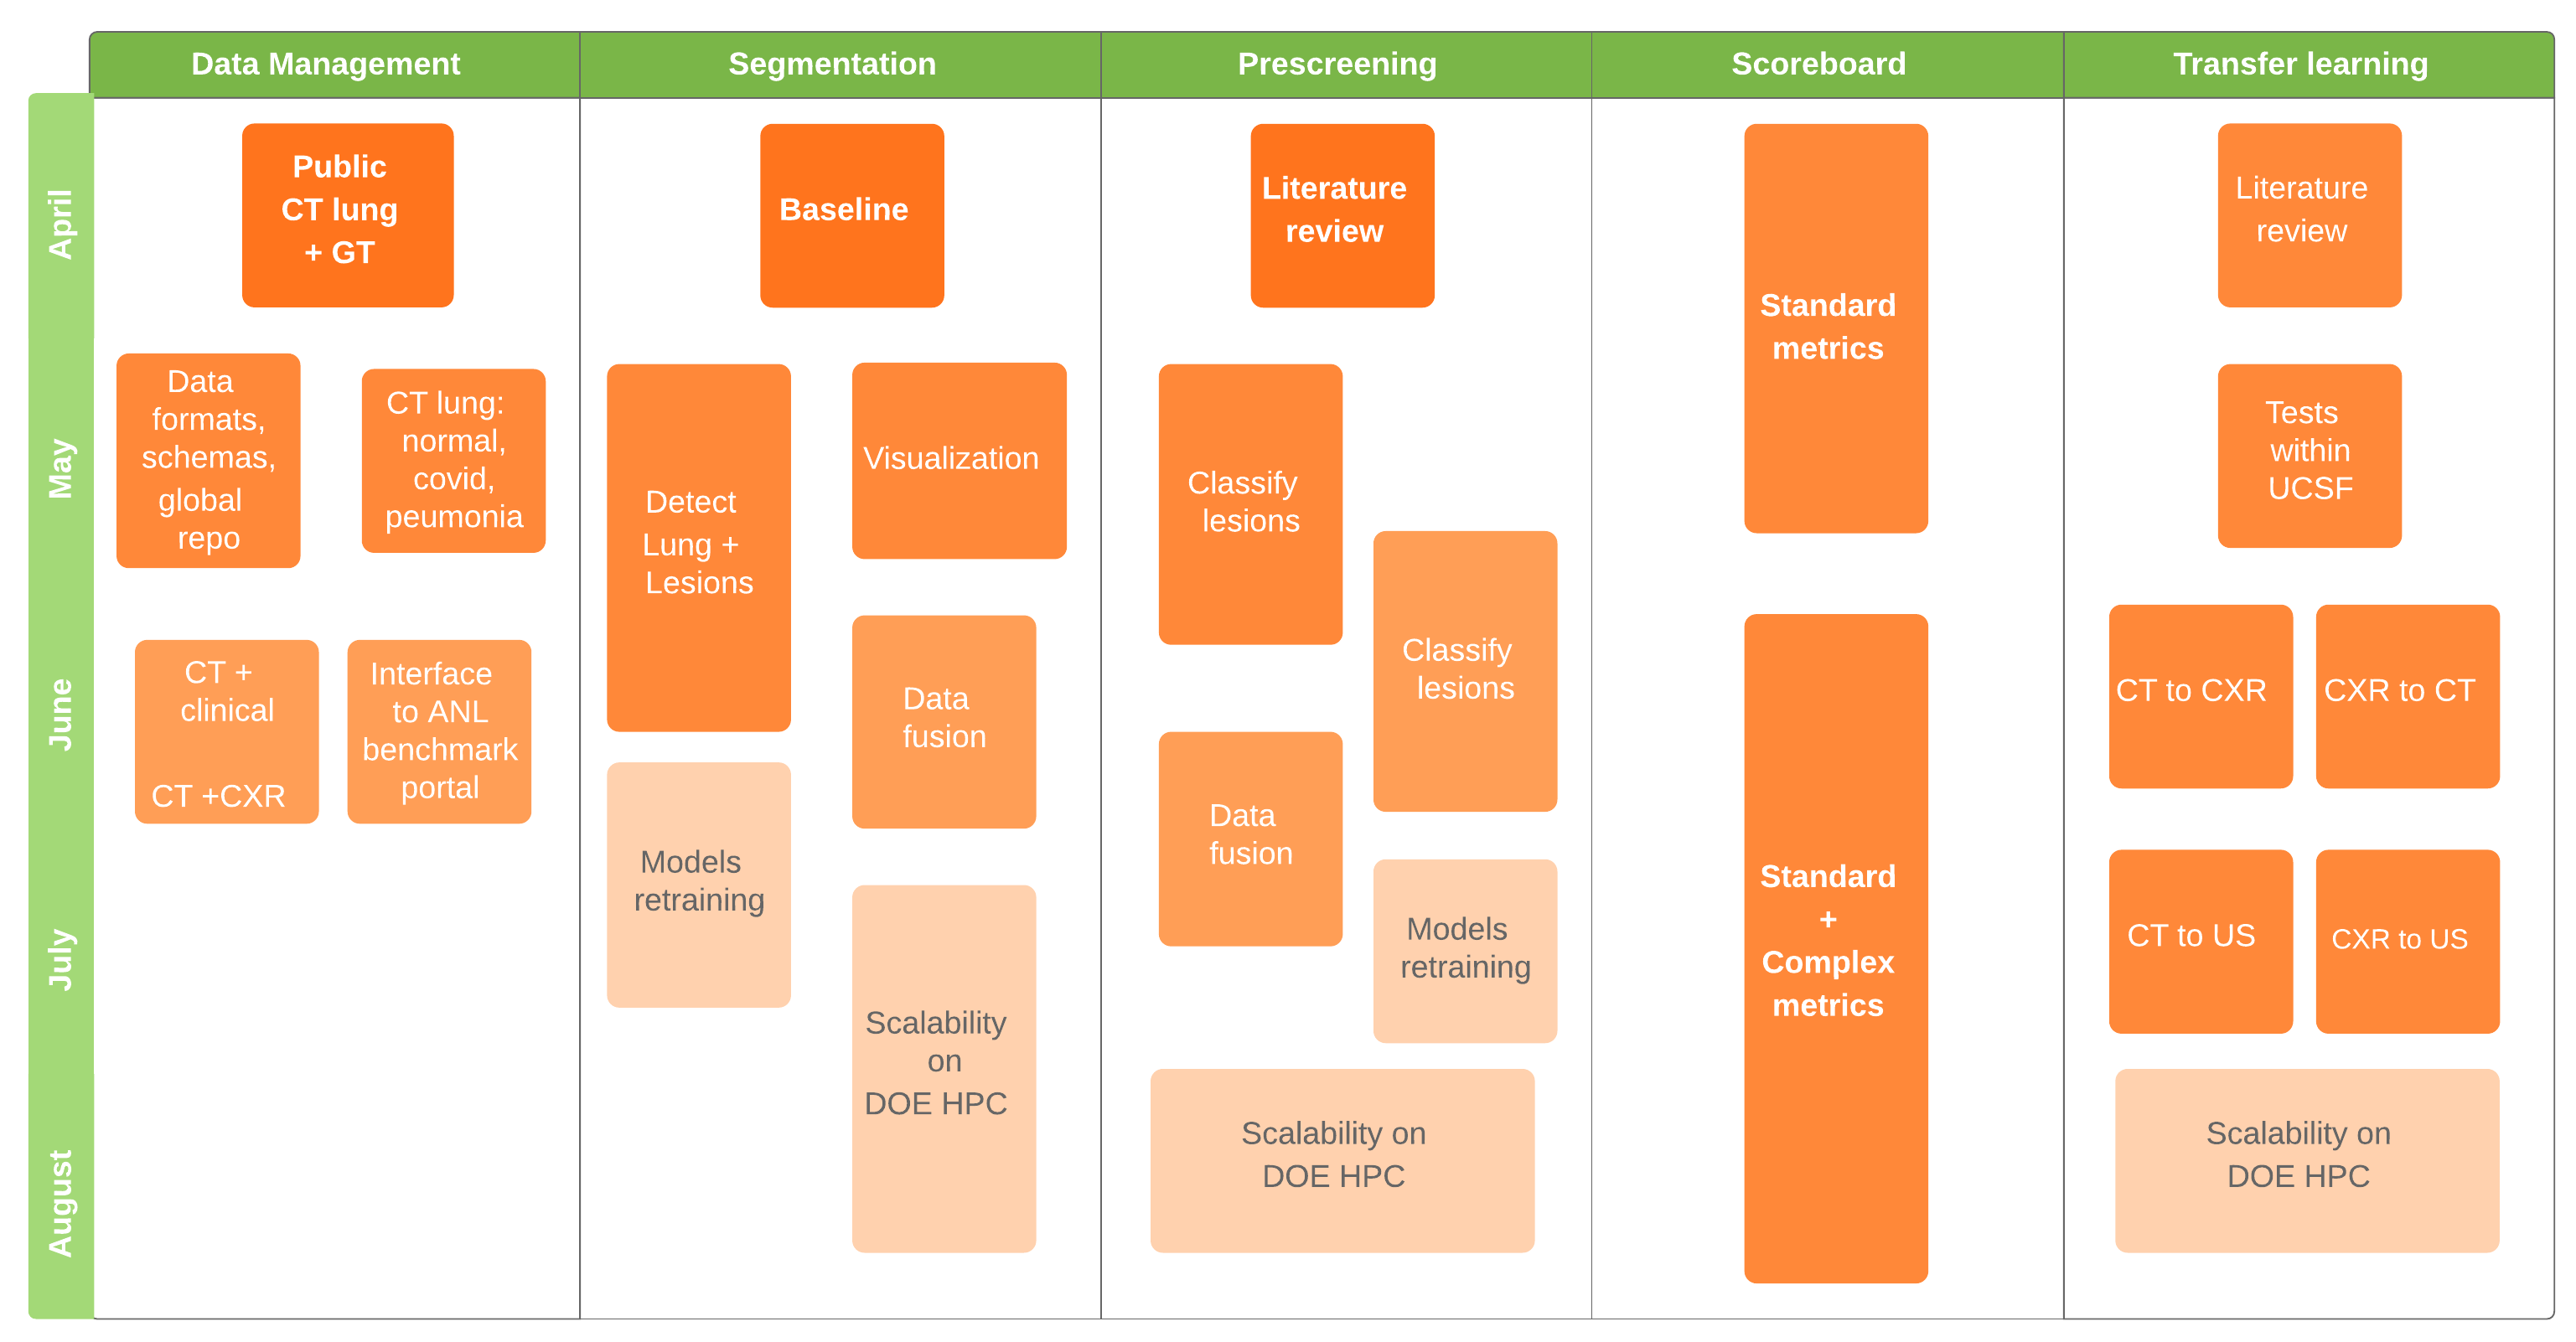 Data Management
Segmentation
Prescreening
Scoreboard
Transfer learning
April
May
June
July
August
Public
CT lung
+ GT
Data
formats,
schemas,
global
repo
CT lung:
normal,
covid,
peumonia
CT +
clinical
CT +CXR
Interface
to ANL
benchmark
portal
Baseline
Detect
Lung +
Lesions
Visualization
Data
fusion
Models
retraining
Scalability
on
DOE HPC
Literature
review
Classify
lesions
Classify
lesions
Data
fusion
Models
retraining
Scalability on
DOE HPC
Standard
metrics
Standard
+
Complex
metrics
Literature
review
Tests
within
UCSF
CT to CXR
CXR to CT
CT to US
CXR to US
Scalability on
DOE HPC